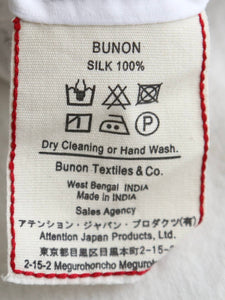 BUNON
SILK 100%
P
Dry Cleaning or Hand Wash.
Bunon Textiles & Co.
West Bengal INDIA
Made in INDIA
Sales Agency
アテンション・ジャパン・プロダクツ(有)
Attention Japan Products, Ltd.
東京都目黒区目黒本町2-15-
2-15-2 Megurohoncho Megurok